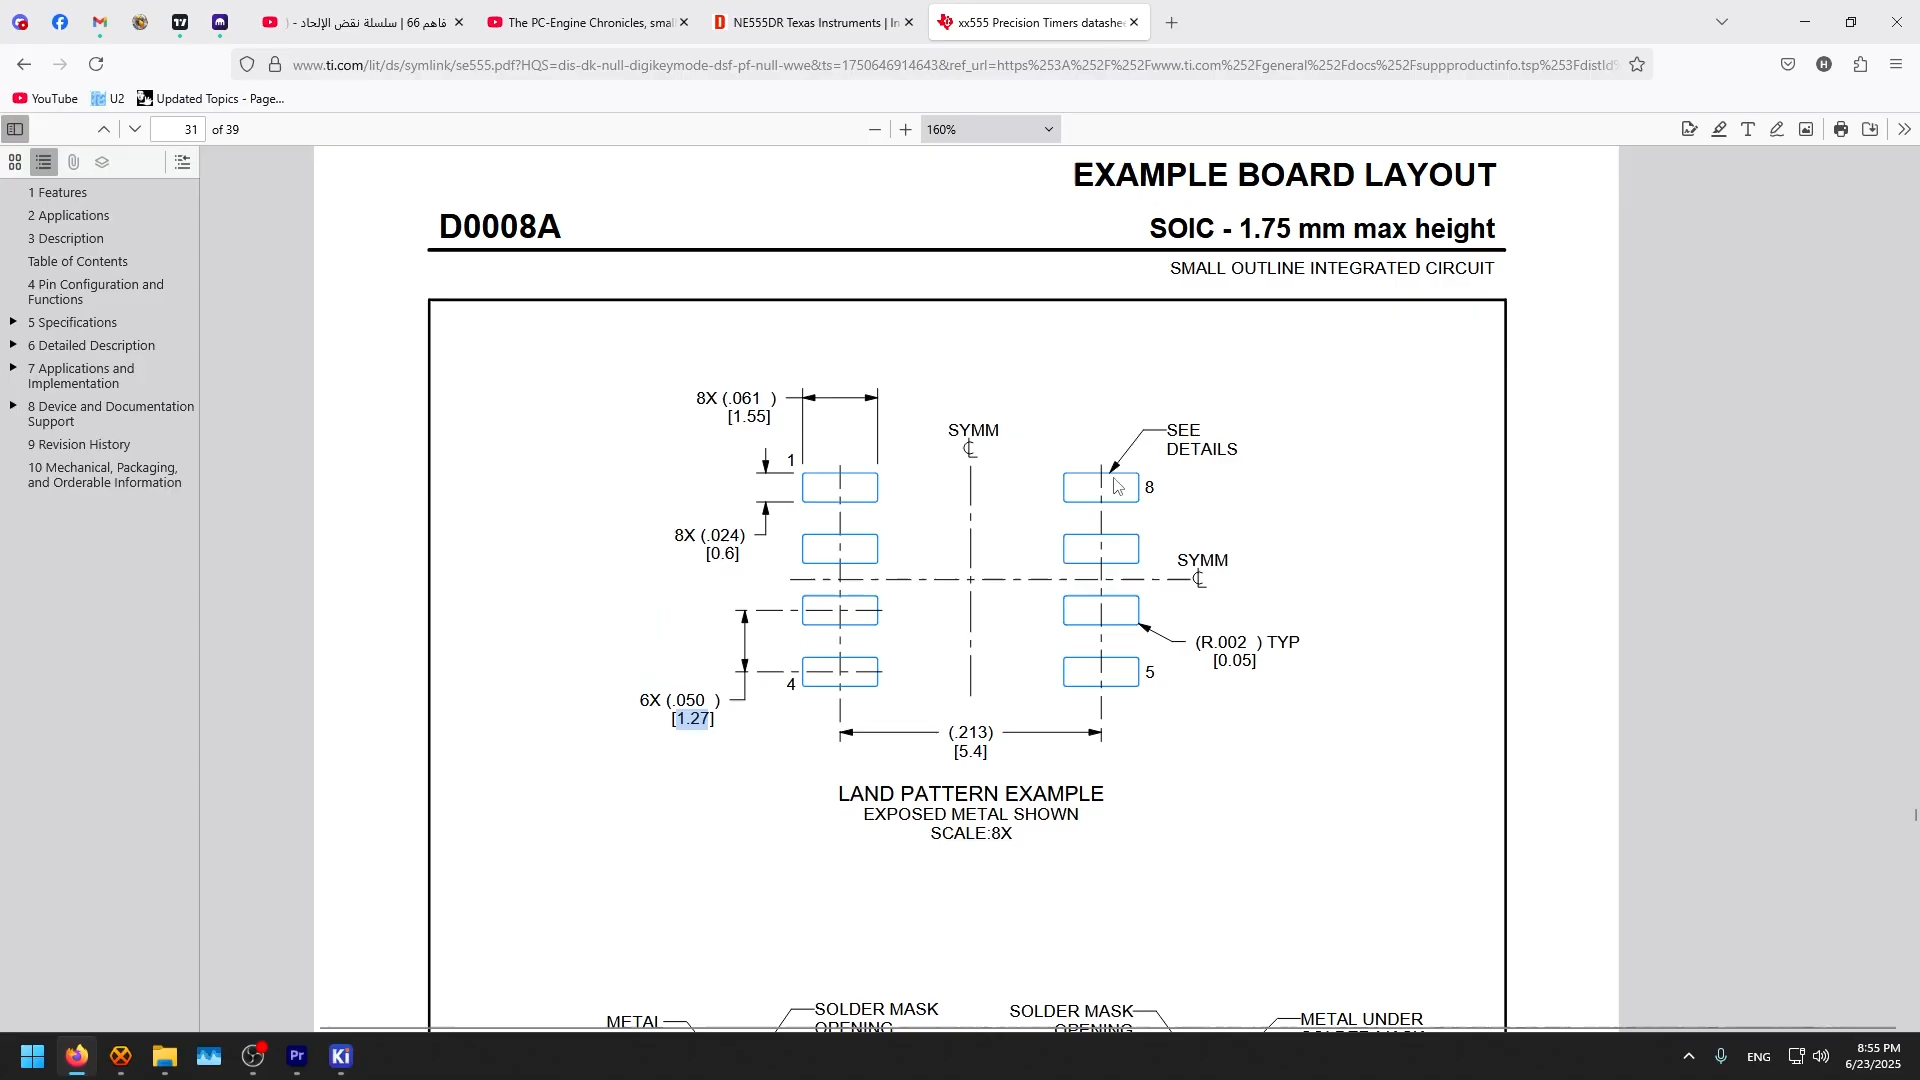 فاهم 66 | سلسلة نقض الإلحاد - (
The PC-Engine Chronicles, smal
NE555DR Texas Instruments | In
xx555 Precision Timers datashee
www.ti.com/lit/ds/symlink/se555.pdf?HQS=dis-dk-null-digikeymode-dsf-pf-null-wwe&ts=1750646914643&ref_url=https%253A%252F%252Fwww.ti.com%252Fgeneral%252Fdocs%252Fsuppproductinfo.tsp%253FdistId%
YouTube
U2
Updated Topics - Page...
31 of 39
160%
1 Features
2 Applications
3 Description
Table of Contents
4 Pin Configuration and
Functions
5 Specifications
6 Detailed Description
7 Applications and
Implementation
8 Device and Documentation
Support
9 Revision History
10 Mechanical, Packaging,
and Orderable Information
EXAMPLE BOARD LAYOUT
D0008A
SOIC - 1.75 mm max height
SMALL OUTLINE INTEGRATED CIRCUIT
8X (.061 )
[1.55]
SYMM
SEE
DETAILS
1
8
8X (.024)
[0.6]
SYMM
(R.002 ) TYP
[0.05]
4
5
6X (.050 )
[1.27]
(.213)
[5.4]
LAND PATTERN EXAMPLE
EXPOSED METAL SHOWN
SCALE:8X
METAL
SOLDER MASK
OPENING
SOLDER MASK
OPENING
METAL UNDER
Pr
Ki
ENG
8:55 PM
6/23/2025